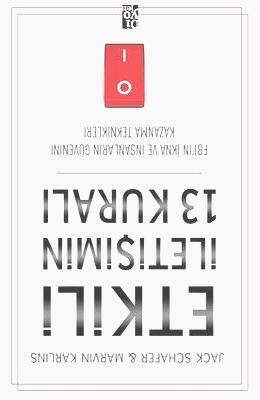 JACK SCHAFER & MARVIN KARLINS
ETKİLİ
İLETİŞİMİN
13 KURALI
FBI'IN İKNA VE İNSANLARIN GÜVENİNİ
KAZANMA TEKNİKLERİ